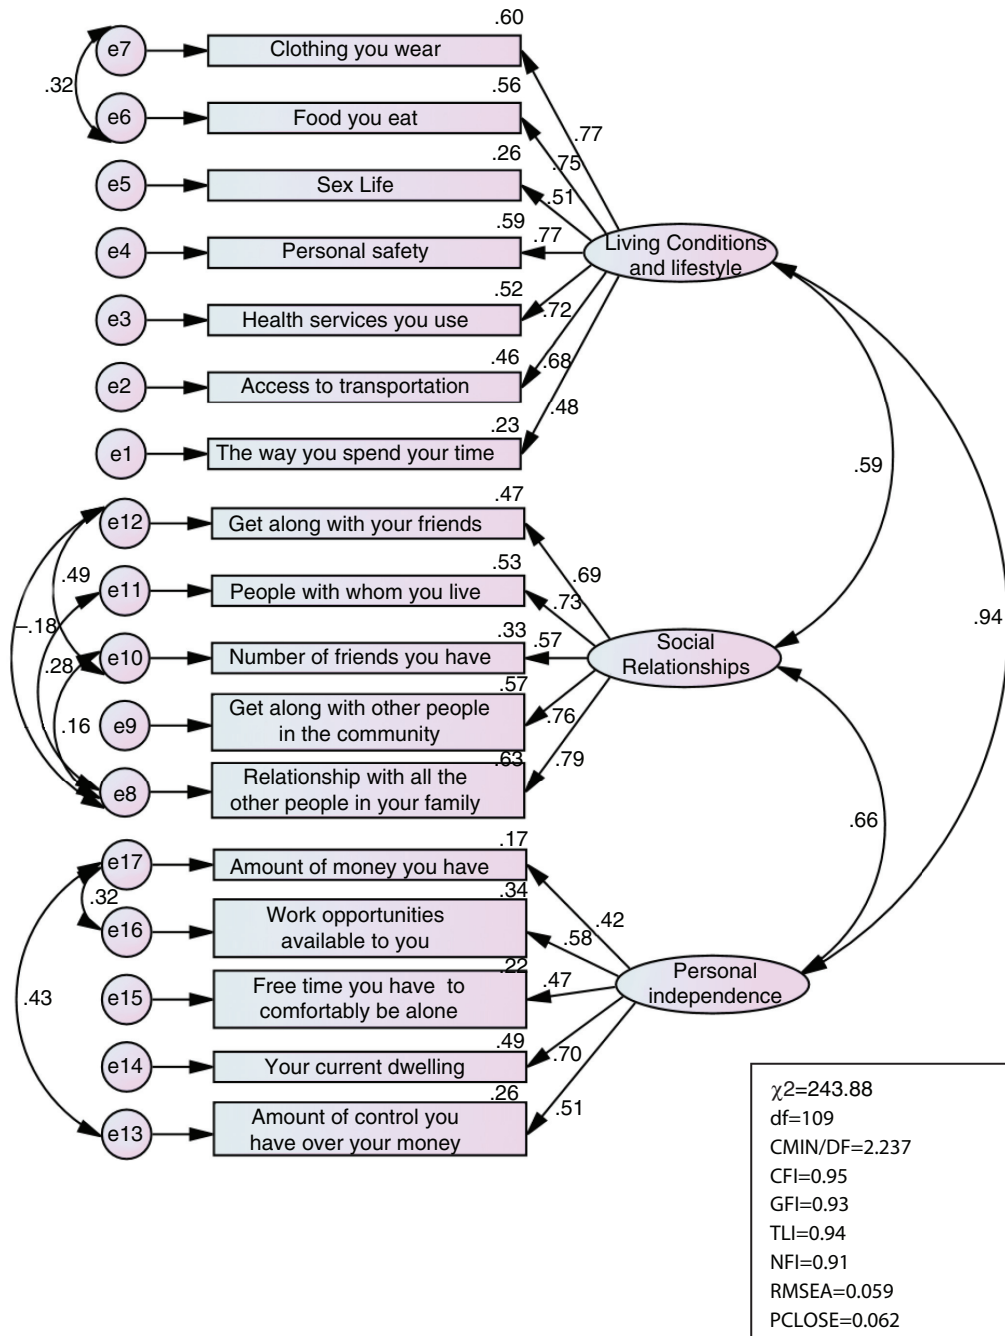 .60
e7
Clothing you wear
.32
.77
.56
e6
Food you eat
.75
.26
e5
Sex Life
.51
.59
e4
Personal safety
.77
Living Conditions
and lifestyle
.52
e3
Health services you use
.72
.46
e2
Access to transportation
.68
.48
.23
e1
The way you spend your time
.59
.47
e12
Get along with your friends
.49
.69
.53
e11
People with whom you live
.73
.94
–.18
.33
e10
Number of friends you have
.57
Social
Relationships
.28
.57
e9
Get along with other people
in the community
.76
.16
.63
e8
Relationship with all the
other people in your family
.79
.66
.17
e17
Amount of money you have
.32
.42
.34
e16
Work opportunities
available to you
.58
.22
e15
Free time you have to
comfortably be alone
.47
Personal
independence
.43
.49
e14
Your current dwelling
.70
.26
e13
Amount of control you
have over your money
.51
χ2=243.88
df=109
CMIN/DF=2.237
CFI=0.95
GFI=0.93
TLI=0.94
NFI=0.91
RMSEA=0.059
PCLOSE=0.062